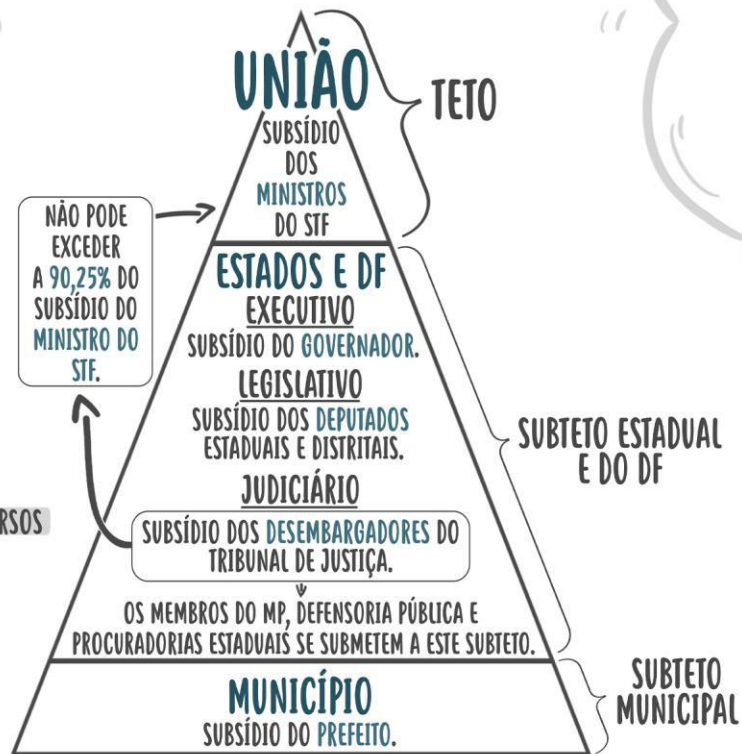 UNIÃO
SUBSÍDIO
DOS
MINISTROS
DO STF
TETO
NÃO PODE
EXCEDER
A 90,25% DO
SUBSÍDIO DO
MINISTRO DO
STF.
ESTADOS E DF
EXECUTIVO
SUBSÍDIO DO GOVERNADOR.
LEGISLATIVO
SUBSÍDIO DOS DEPUTADOS
ESTADUAIS E DISTRITAIS.
JUDICIÁRIO
SUBSÍDIO DOS DESEMBARGADORES DO
TRIBUNAL DE JUSTIÇA.
OS MEMBROS DO MP, DEFENSORIA PÚBLICA E
PROCURADORIAS ESTADUAIS SE SUBMETEM A ESTE SUBTETO.
SUBTETO ESTADUAL
E DO DF
RSOS
MUNICÍPIO
SUBSÍDIO DO PREFEITO.
SUBTETO
MUNICIPAL